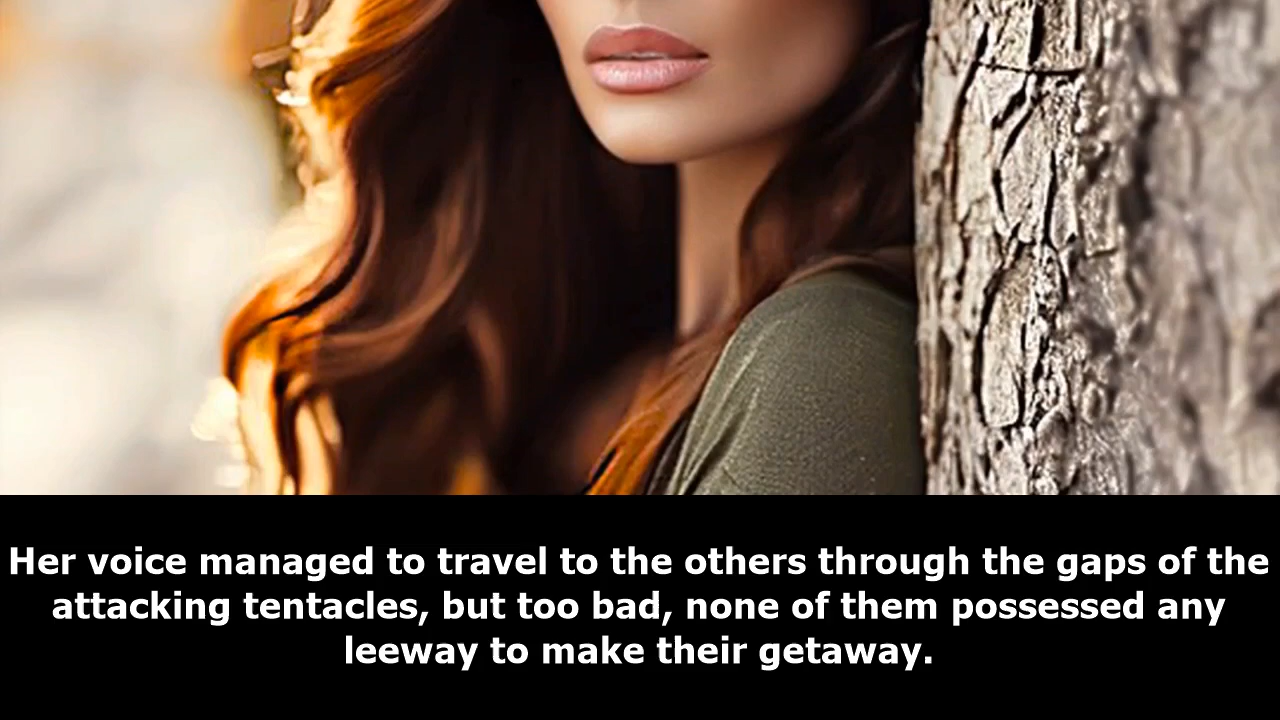 Her voice managed to travel to the others through the gaps of the
attacking tentacles, but too bad, none of them possessed any
leeway to make their getaway.